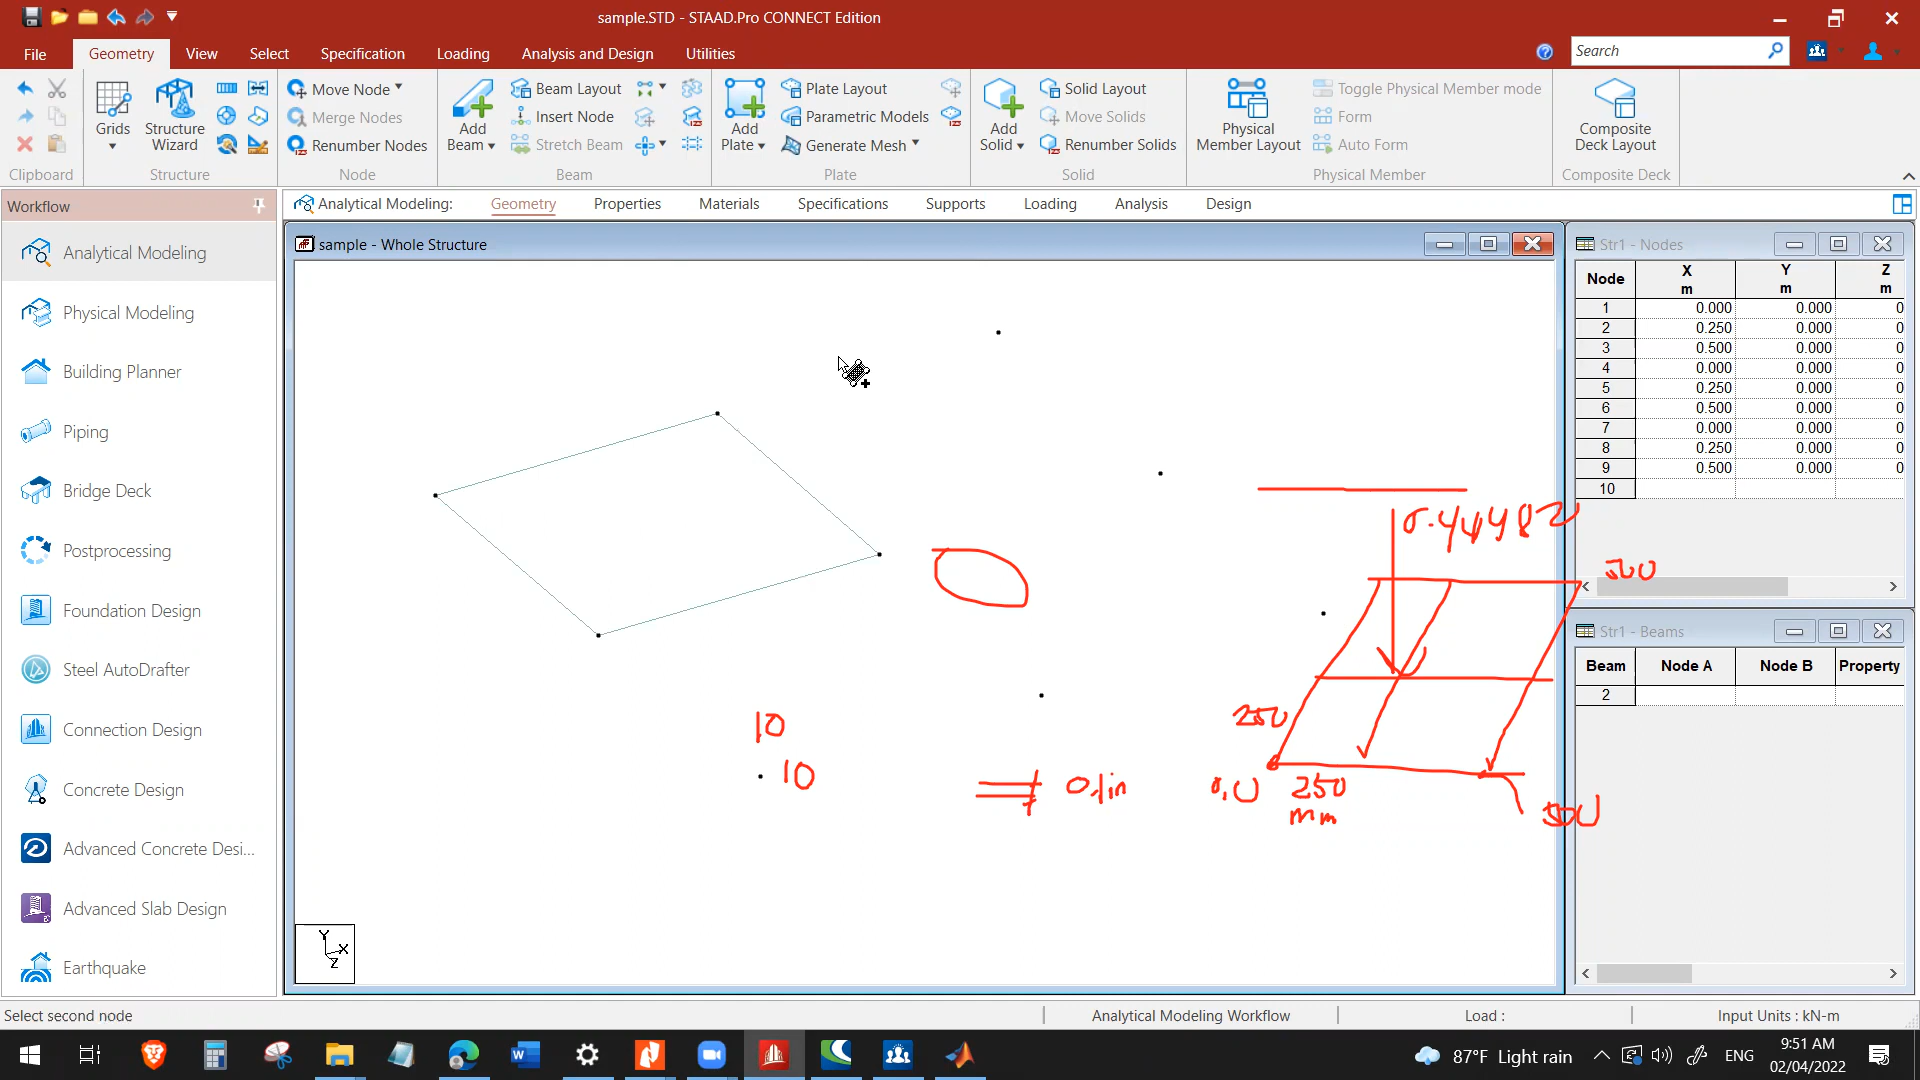 sample.STD - STAAD.Pro CONNECT Edition
File Geometry View Select Specification Loading Analysis and Design Utilities
Search
Grids
Structure Wizard
Move Node
Merge Nodes
Renumber Nodes
Add Beam
Beam Layout
Insert Node
Stretch Beam
Add Plate
Plate Layout
Parametric Models
Generate Mesh
Add Solid
Solid Layout
Move Solids
Renumber Solids
Physical Member Layout
Toggle Physical Member mode
Form
Auto Form
Composite Deck Layout
Clipboard Structure Node Beam Plate Solid Physical Member Composite Deck
Workflow
Analytical Modeling: Geometry Properties Materials Specifications Supports Loading Analysis Design
Analytical Modeling
Physical Modeling
Building Planner
Piping
Bridge Deck
Postprocessing
Foundation Design
Steel AutoDrafter
Connection Design
Concrete Design
Advanced Concrete Desi...
Advanced Slab Design
Earthquake
sample - Whole Structure
0.44482
500
250
10
10
0.1in
0,0
250
mm
500
Y
X
Z
Str1 - Nodes
Node X m Y m Z m
1 0.000 0.000 0
2 0.250 0.000 0
3 0.500 0.000 0
4 0.000 0.000 0
5 0.250 0.000 0
6 0.500 0.000 0
7 0.000 0.000 0
8 0.250 0.000 0
9 0.500 0.000 0
10
Str1 - Beams
Beam Node A Node B Property
2
Select second node
Analytical Modeling Workflow
Load :
Input Units : kN-m
87°F Light rain
ENG
9:51 AM
02/04/2022